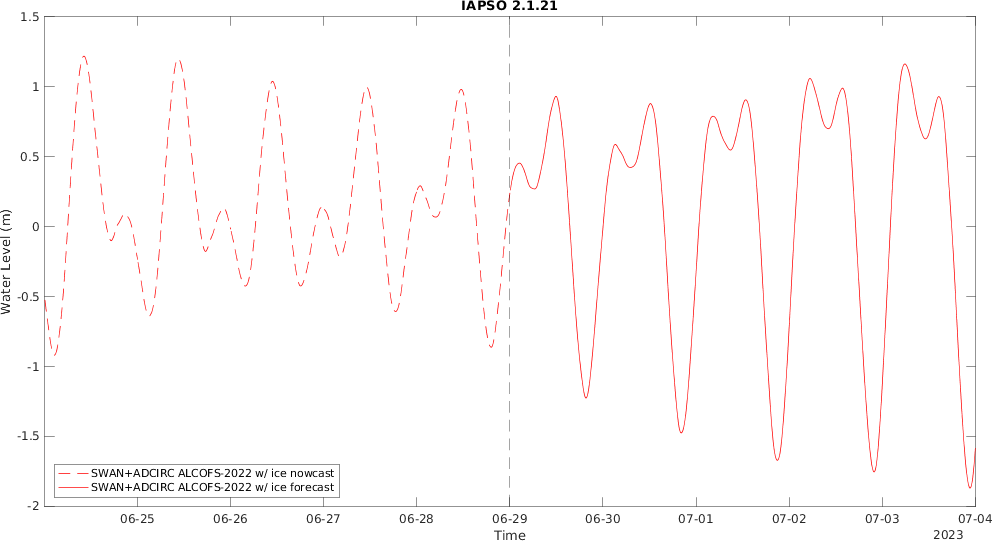 IAPSO 2.1.21
1.5
1
0.5
0
-0.5
-1
-1.5
-2
Water Level (m)
SWAN+ADCIRC ALCOFS-2022 w/ ice nowcast
SWAN+ADCIRC ALCOFS-2022 w/ ice forecast
06-25 06-26 06-27 06-28 06-29 06-30 07-01 07-02 07-03 07-04
Time
2023